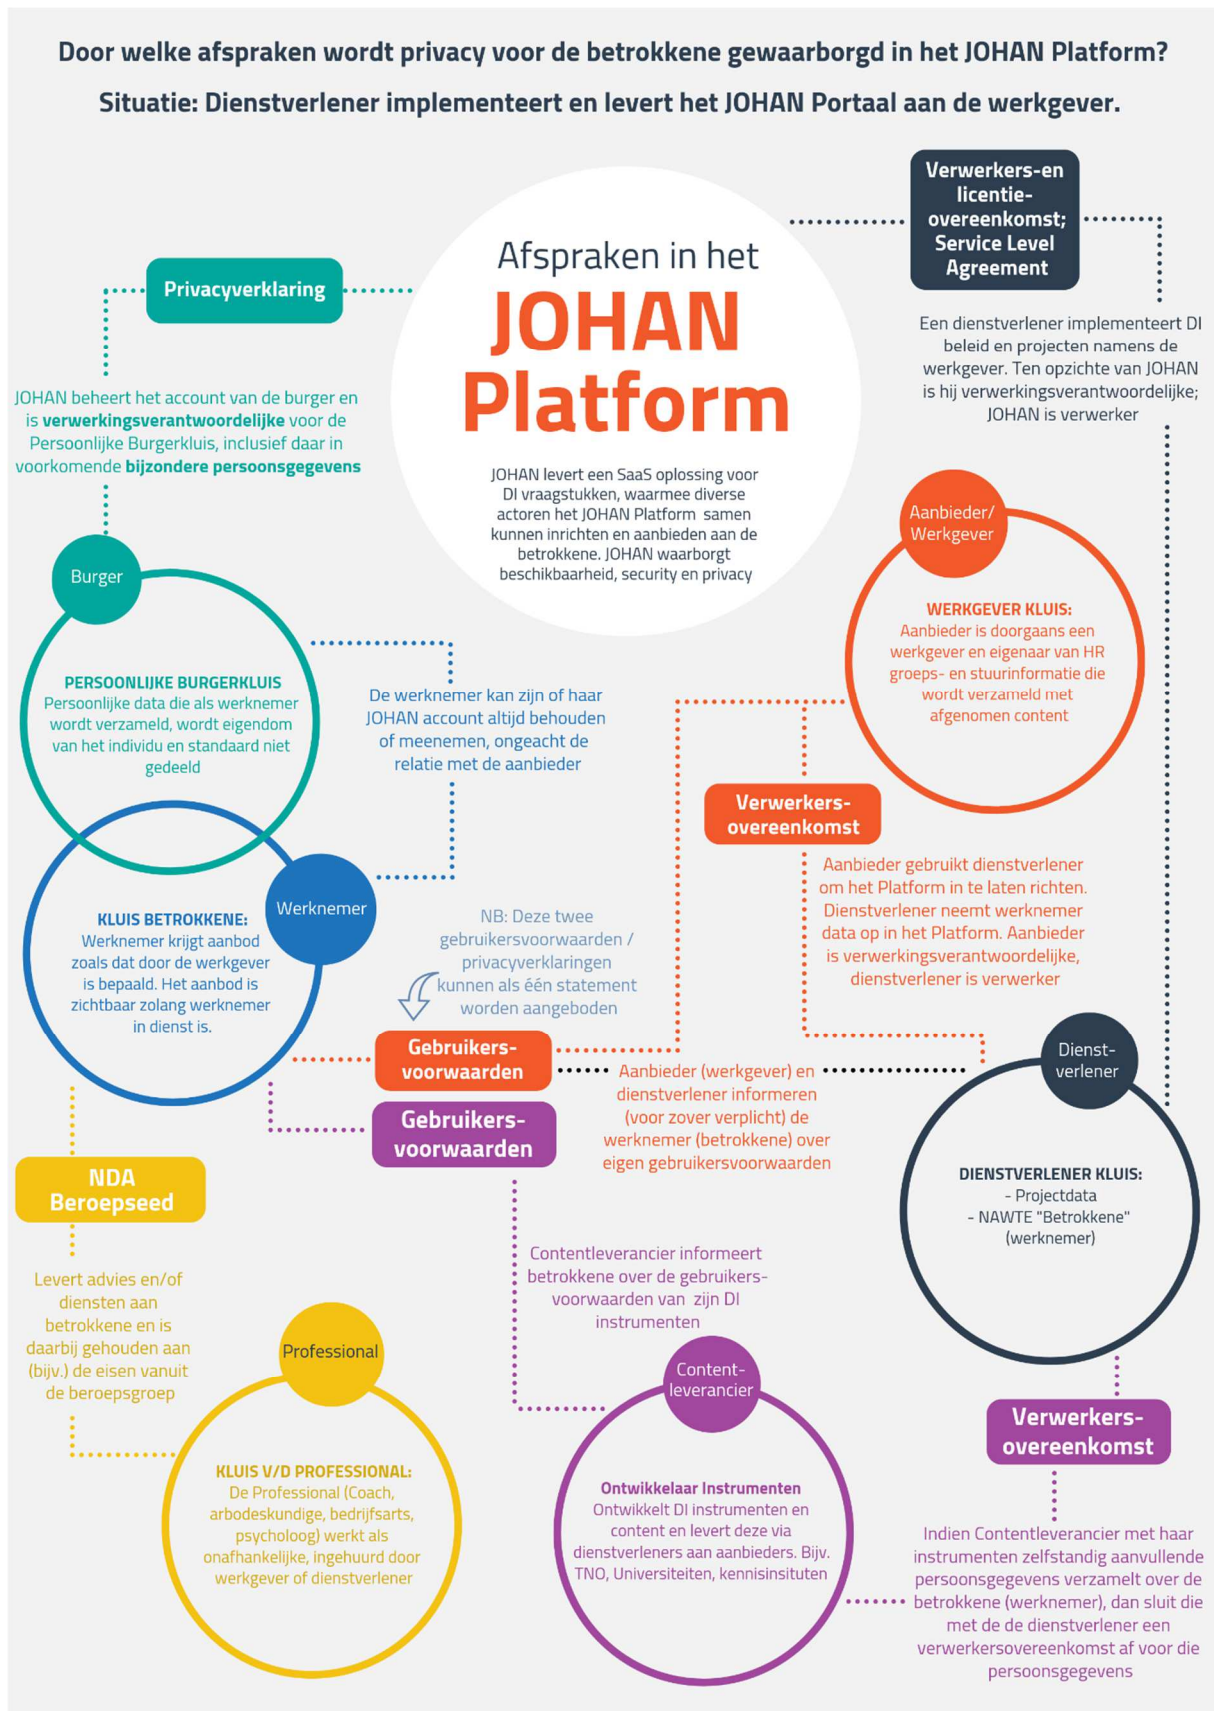 Door welke afspraken wordt privacy voor de betrokkene gewaarborgd in het JOHAN Platform?
Situatie: Dienstverlener implementeert en levert het JOHAN Portaal aan de werkgever.
Afspraken in het
JOHAN
Platform
JOHAN levert een SaaS oplossing voor
DI vraagstukken, waarmee diverse
actoren het JOHAN Platform samen
kunnen inrichten en aanbieden aan de
betrokkene. JOHAN waarborgt
beschikbaarheid, security en privacy
Verwerkers-en
licentie-
overeenkomst;
Service Level
Agreement
Een dienstverlener implementeert DI
beleid en projecten namens de
werkgever. Ten opzichte van JOHAN
is hij verwerkingsverantwoordelijke;
JOHAN is verwerker
Privacyverklaring
JOHAN beheert het account van de burger en
is verwerkingsverantwoordelijke voor de
Persoonlijke Burgerkluis, inclusief daar in
voorkomende bijzondere persoonsgegevens
Burger
PERSOONLIJKE BURGERKLUIS
Persoonlijke data die als werknemer
wordt verzameld, wordt eigendom
van het individu en standaard niet
gedeeld
De werknemer kan zijn of haar
JOHAN account altijd behouden
of meenemen, ongeacht de
relatie met de aanbieder
Aanbieder/
Werkgever
WERKGEVER KLUIS:
Aanbieder is doorgaans een
werkgever en eigenaar van HR
groeps- en stuurinformatie die
wordt verzameld met
afgenomen content
Verwerkers-
overeenkomst
Aanbieder gebruikt dienstverlener
om het Platform in te laten richten.
Dienstverlener neemt werknemer
data op in het Platform. Aanbieder
is verwerkingsverantwoordelijke,
dienstverlener is verwerker
Werknemer
KLUIS BETROKKENE:
Werknemer krijgt aanbod
zoals dat door de werkgever
is bepaald. Het aanbod is
zichtbaar zolang werknemer
in dienst is.
NB: Deze twee
gebruikersvoorwaarden /
privacyverklaringen
kunnen als één statement
worden aangeboden
Gebruikers-
voorwaarden
Gebruikers-
voorwaarden
Aanbieder (werkgever) en
dienstverlener informeren
(voor zover verplicht) de
werknemer (betrokkene) over
eigen gebruikersvoorwaarden
Dienst-
verlener
DIENSTVERLENER KLUIS:
- Projectdata
- NAWTE "Betrokkene"
(werknemer)
NDA
Beroepseed
Levert advies en/of
diensten aan
betrokkene en is
daarbij gehouden aan
(bijv.) de eisen vanuit
de beroepsgroep
Professional
KLUIS V/D PROFESSIONAL:
De Professional (Coach,
arbodeskundige, bedrijfsarts,
psycholoog) werkt als
onafhankelijke, ingehuurd door
werkgever of dienstverlener
Contentleverancier informeert
betrokkene over de gebruikers-
voorwaarden van zijn DI
instrumenten
Content-
leverancier
Ontwikkelaar Instrumenten
Ontwikkelt DI instrumenten en
content en levert deze via
dienstverleners aan aanbieders. Bijv.
TNO, Universiteiten, kennisinsituten
Verwerkers-
overeenkomst
Indien Contentleverancier met haar
instrumenten zelfstandig aanvullende
persoonsgegevens verzamelt over de
betrokkene (werknemer), dan sluit die
met de de dienstverlener een
verwerkersovereenkomst af voor die
persoonsgegevens